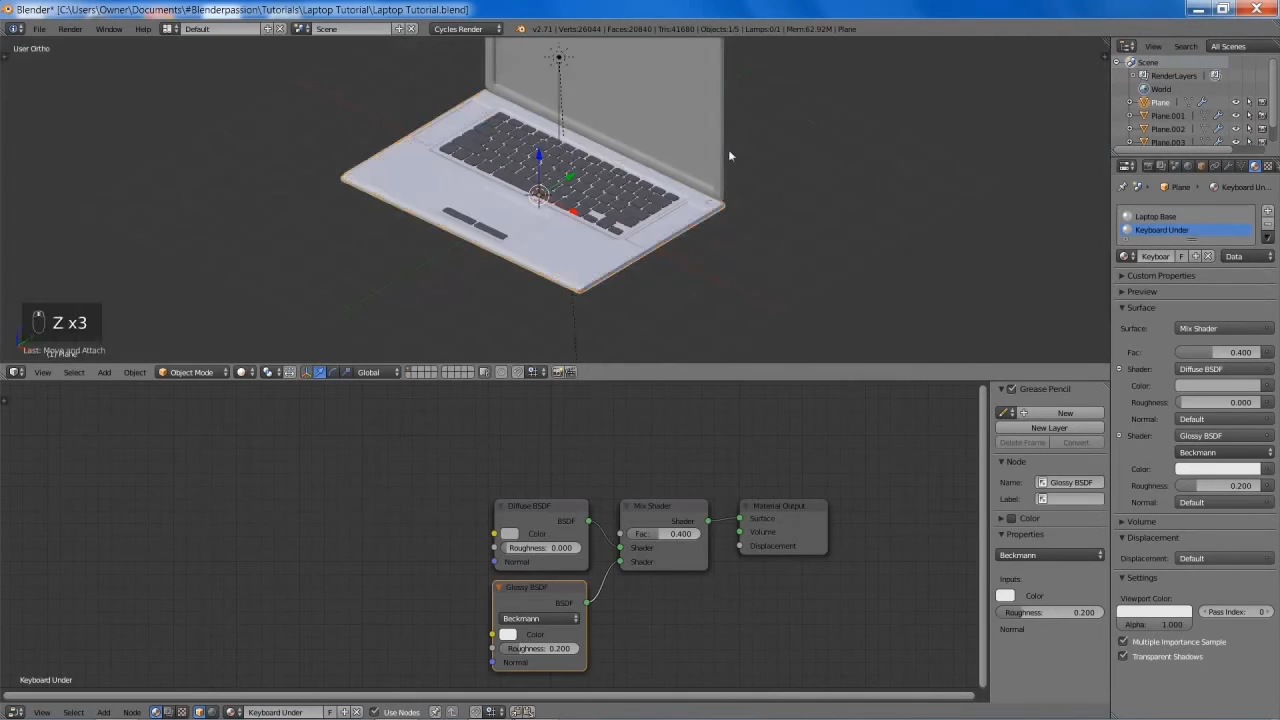 Blender* [C:\Users\Owner\Documents\#Blenderpassion\Tutorials\Laptop Tutorial\Laptop Tutorial.blend]
File Render Window Help Default Scene Cycles Render v2.71 | Verts:26044 | Faces:20840 | Tris:41680 | Objects:1/5 | Lamps:0/1 | Mem:62.92M | Plane
View Search All Scenes
User Ortho
Scene
RenderLayers
World
Plane
Plane.001
Plane.002
Plane.003
Plane Keyboard Un...
Laptop Base
Keyboard Under
Keyboar F Data
Custom Properties
Preview
Surface
Surface: Mix Shader
Fac: 0.400
Shader: Diffuse BSDF
Color:
Roughness: 0.000
Normal: Default
Shader: Glossy BSDF
Beckmann
Color:
Roughness: 0.200
Normal: Default
Volume
Displacement
Displacement: Default
Settings
Viewport Color:
Pass Index: 0
Alpha: 1.000
Multiple Importance Sample
Transparent Shadows
Z x3
Last: Move and Attach
(1) Plane
View Select Add Object Object Mode Global
Diffuse BSDF
BSDF
Color
Roughness: 0.000
Normal
Glossy BSDF
BSDF
Beckmann
Color
Roughness: 0.200
Normal
Mix Shader
Shader
Fac: 0.400
Shader
Shader
Material Output
Surface
Volume
Displacement
Grease Pencil
New
New Layer
Delete Frame Convert
Node
Name: Glossy BSDF
Label:
Color
Properties
Beckmann
Inputs:
Color
Roughness: 0.200
Normal
Keyboard Under
View Select Add Node Keyboard Under F Use Nodes